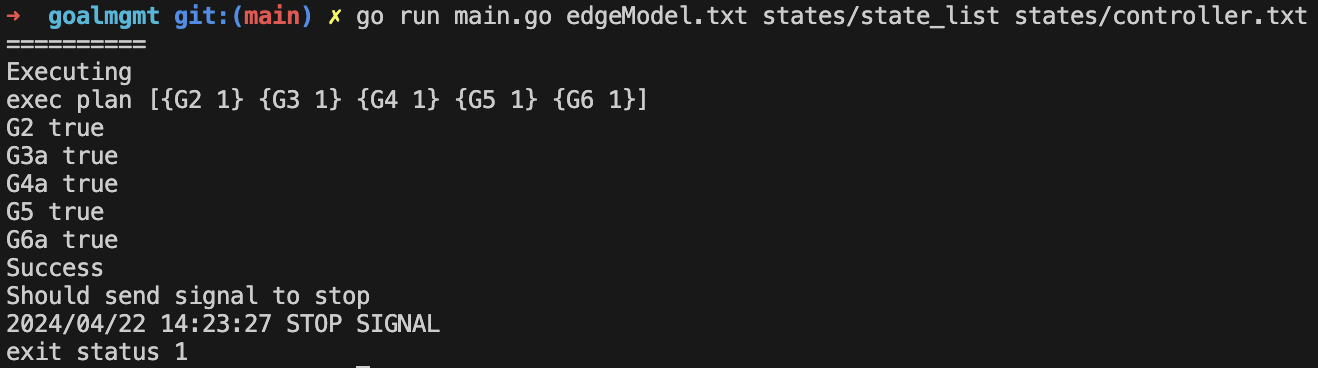 ➜  goalmgmt git:(main) ✗ go run main.go edgeModel.txt states/state_list states/controller.txt
==========
Executing
exec plan [{G2 1} {G3 1} {G4 1} {G5 1} {G6 1}]
G2 true
G3a true
G4a true
G5 true
G6a true
Success
Should send signal to stop
2024/04/22 14:23:27 STOP SIGNAL
exit status 1